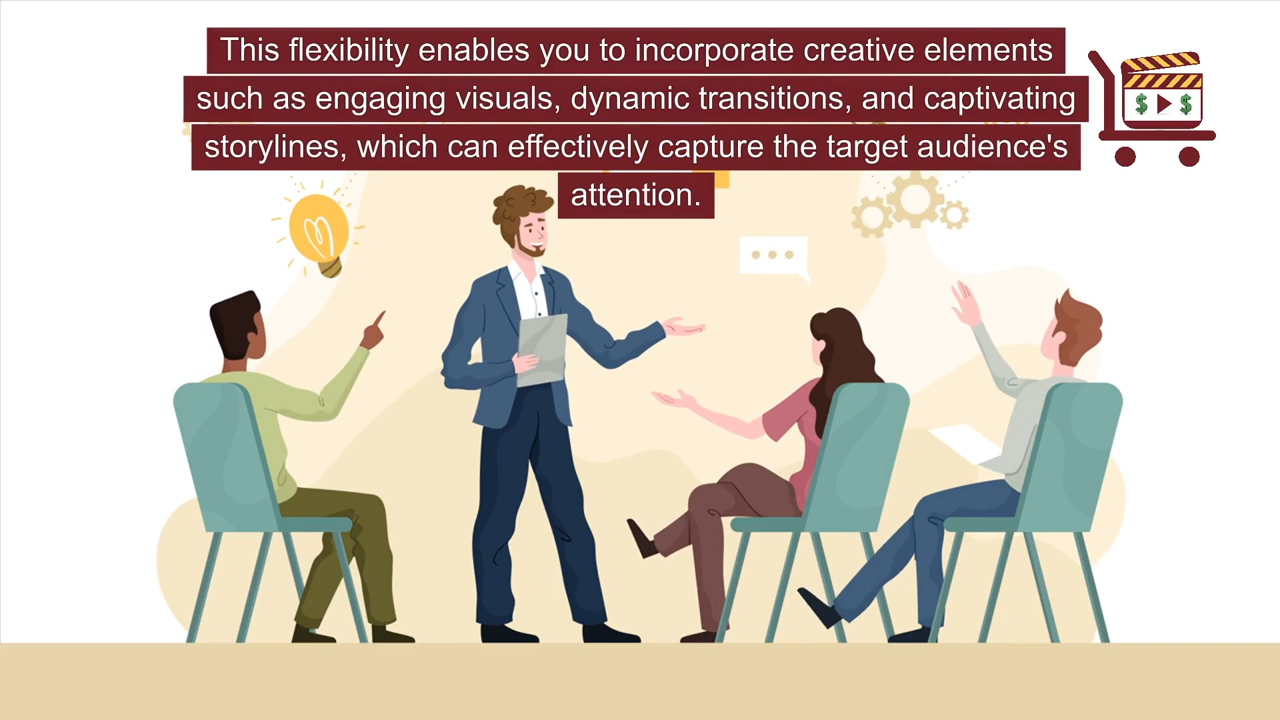 This flexibility enables you to incorporate creative elements
such as engaging visuals, dynamic transitions, and captivating
storylines, which can effectively capture the target audience's
attention.
$ $